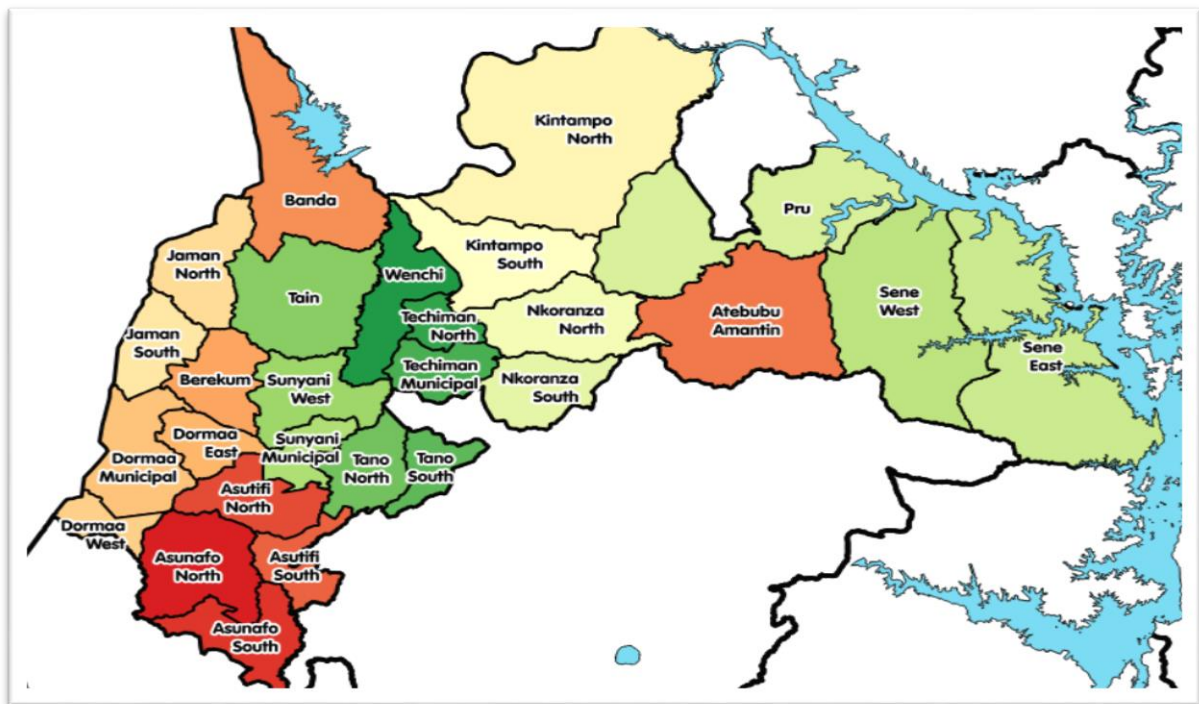 Kintampo
North
Banda
Pru
Jaman
North
Kintampo
South
Wenchi
Tain
Sene
West
Techiman
North
Nkoranza
North
Atebubu
Amantin
Jaman
South
Sene
East
Berekum
Sunyani
West
Techiman
Municipal
Nkoranza
South
Dormaa
East
Sunyani
Municipal
Dormaa
Municipal
Tano
North
Tano
South
Asutifi
North
Dormaa
West
Asunafo
North
Asutifi
South
Asunafo
South